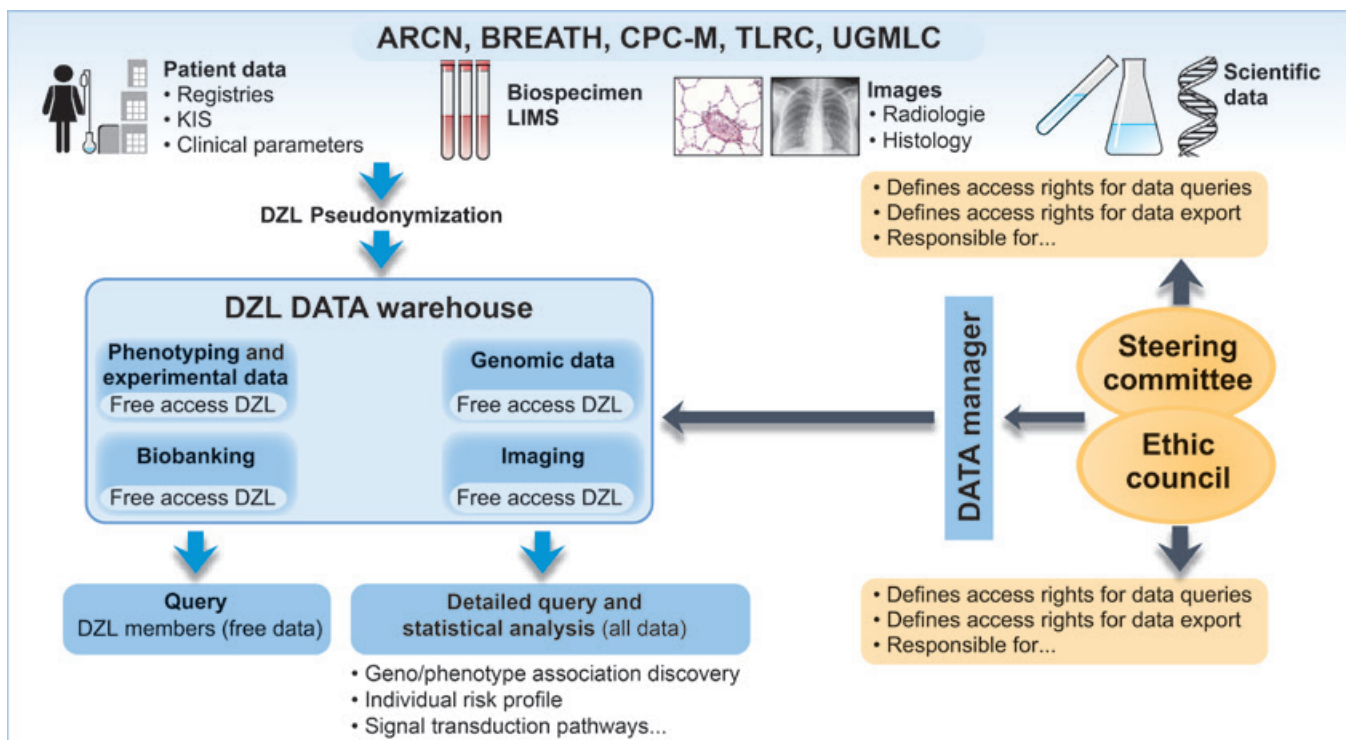 ARCN, BREATH, CPC-M, TLRC, UGMLC
Patient data
• Registries
• KIS
• Clinical parameters
Biospecimen
LIMS
Images
• Radiologie
• Histology
Scientific
data
DZL Pseudonymization
• Defines access rights for data queries
• Defines access rights for data export
• Responsible for...
DZL DATA warehouse
Phenotyping and
experimental data
Free access DZL
Genomic data
Free access DZL
Biobanking
Free access DZL
Imaging
Free access DZL
DATA manager
Steering
committee
Ethic
council
Query
DZL members (free data)
Detailed query and
statistical analysis (all data)
• Geno/phenotype association discovery
• Individual risk profile
• Signal transduction pathways...
• Defines access rights for data queries
• Defines access rights for data export
• Responsible for...